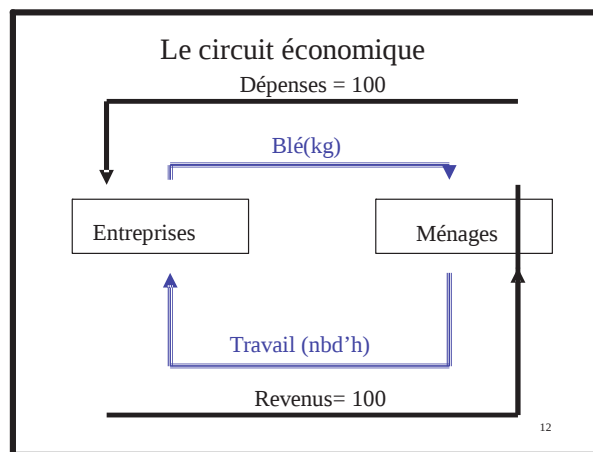 Le circuit économique
Dépenses = 100
Blé(kg)
Entreprises
Ménages
Travail (nbd’h)
Revenus= 100
12